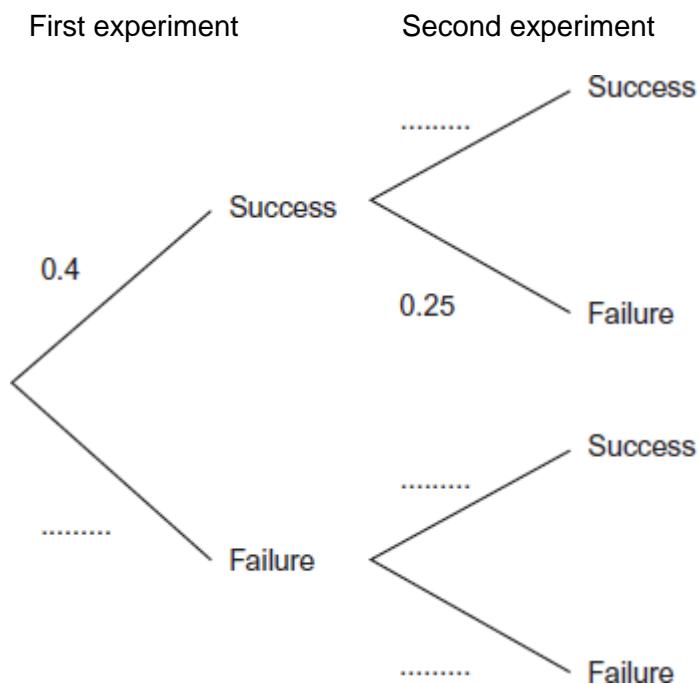 First experiment Second experiment
Success
.........
Success
0.4
0.25
Failure
Success
.........
.........
Failure
.........
Failure